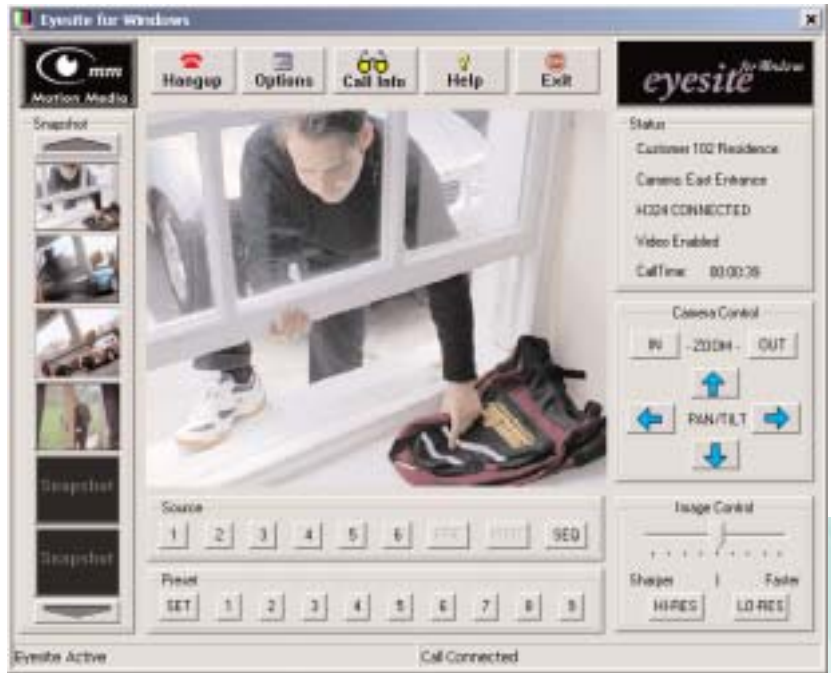 Eyesite for Windows
mm
Motion Media
Hangup
Options
Call Info
Help
Exit
eyesite
for Windows
Snapshot
Status
Customer 102 Residence
Camera: East Entrance
H324 CONNECTED
Video Enabled
CallTime: 00:00:39
Camera Control
IN - ZOOM - OUT
PAN/TILT
Snapshot
Snapshot
Source
1 2 3 4 5 6 SEQ
Preset
SET 1 2 3 4 5 6 7 8 9
Image Control
Sharper | Faster
HI-RES LO-RES
Eyesite Active
Call Connected